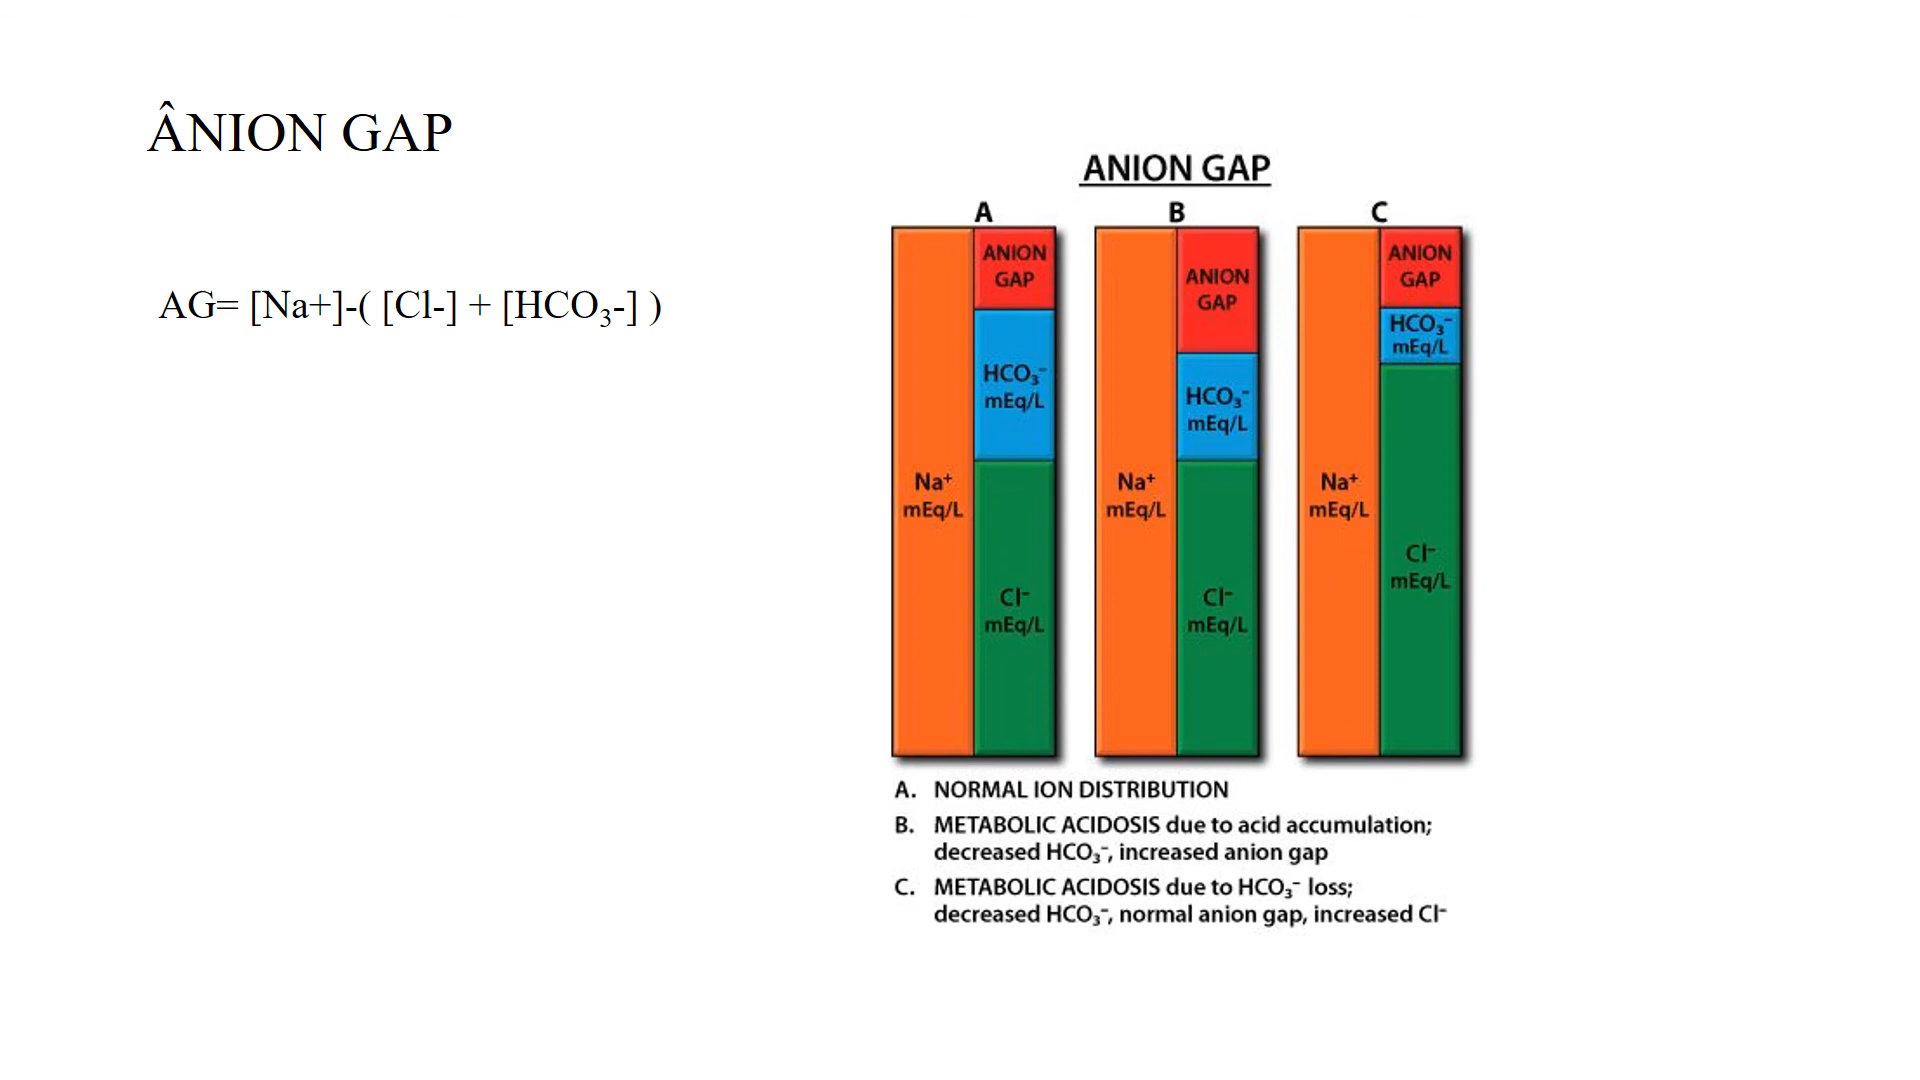 ÂNION GAP
AG= [Na+]-( [Cl-] + [HCO₃-] )
ANION GAP
A
B
C
ANION
GAP
HCO₃⁻
mEq/L
Na⁺
mEq/L
Cl⁻
mEq/L
ANION
GAP
HCO₃⁻
mEq/L
Na⁺
mEq/L
Cl⁻
mEq/L
ANION
GAP
HCO₃⁻
mEq/L
Na⁺
mEq/L
Cl⁻
mEq/L
A. NORMAL ION DISTRIBUTION
B. METABOLIC ACIDOSIS due to acid accumulation;
decreased HCO₃⁻, increased anion gap
C. METABOLIC ACIDOSIS due to HCO₃⁻ loss;
decreased HCO₃⁻, normal anion gap, increased Cl⁻